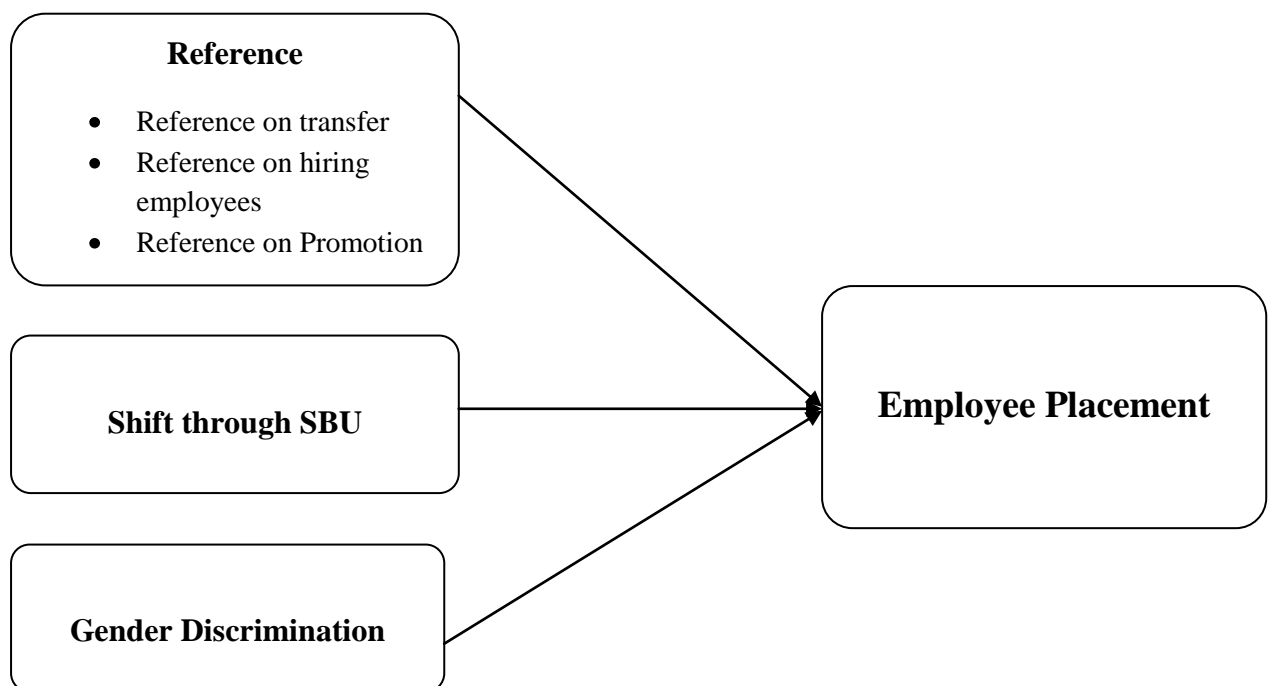 Reference
• Reference on transfer
• Reference on hiring
employees
• Reference on Promotion
Shift through SBU
Gender Discrimination
Employee Placement